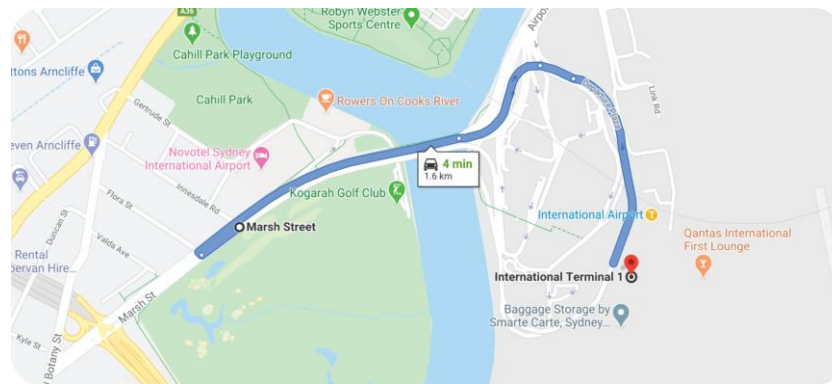 A36
Robyn Webster
Sports Centre
Airpo
Cahill Park Playground
ttons Arncliffe
Cahill Park
Rowers On Cooks River
Departure Plaza
Link Rd
Gertrude St
even Arncliffe
Novotel Sydney
International Airport
4 min
1.6 km
Innesdale Rd
Flora St
Kogarah Golf Club
Duncan St
Marsh Street
International Airport
T
Valda Ave
Qantas International
First Lounge
Rental
pervan Hire...
International Terminal 1
Marsh St
Baggage Storage by
Smarte Carte, Sydney...
Kyle St
l Botany St